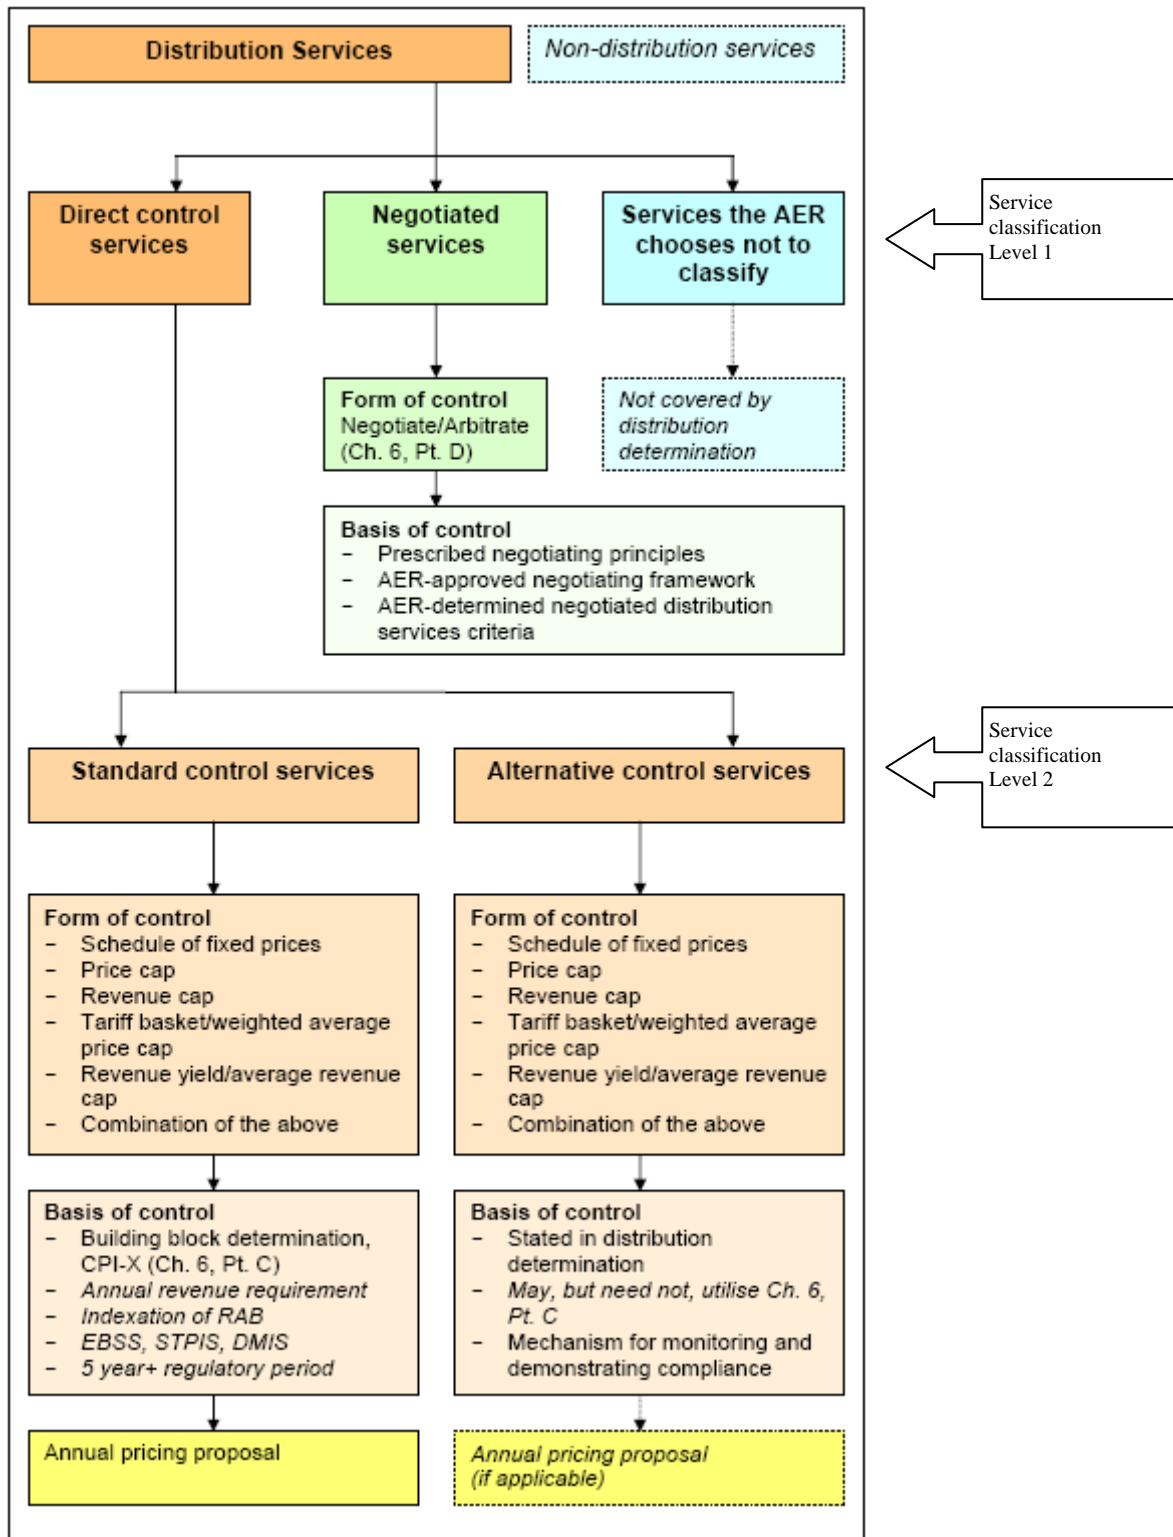 Distribution Services
Non-distribution services
Direct control
services
Negotiated
services
Services the AER
chooses not to
classify
Service
classification
Level 1
Form of control
Negotiate/Arbitrate
(Ch. 6, Pt. D)
Not covered by
distribution
determination
Basis of control
- Prescribed negotiating principles
- AER-approved negotiating framework
- AER-determined negotiated distribution
services criteria
Service
classification
Level 2
Standard control services
Alternative control services
Form of control
- Schedule of fixed prices
- Price cap
- Revenue cap
- Tariff basket/weighted average
price cap
- Revenue yield/average revenue
cap
- Combination of the above
Form of control
- Schedule of fixed prices
- Price cap
- Revenue cap
- Tariff basket/weighted average
price cap
- Revenue yield/average revenue
cap
- Combination of the above
Basis of control
- Building block determination,
CPI-X (Ch. 6, Pt. C)
- Annual revenue requirement
- Indexation of RAB
- EBSS, STPIS, DMIS
- 5 year+ regulatory period
Basis of control
- Stated in distribution
determination
- May, but need not, utilise Ch. 6,
Pt. C
- Mechanism for monitoring and
demonstrating compliance
Annual pricing proposal
Annual pricing proposal
(if applicable)